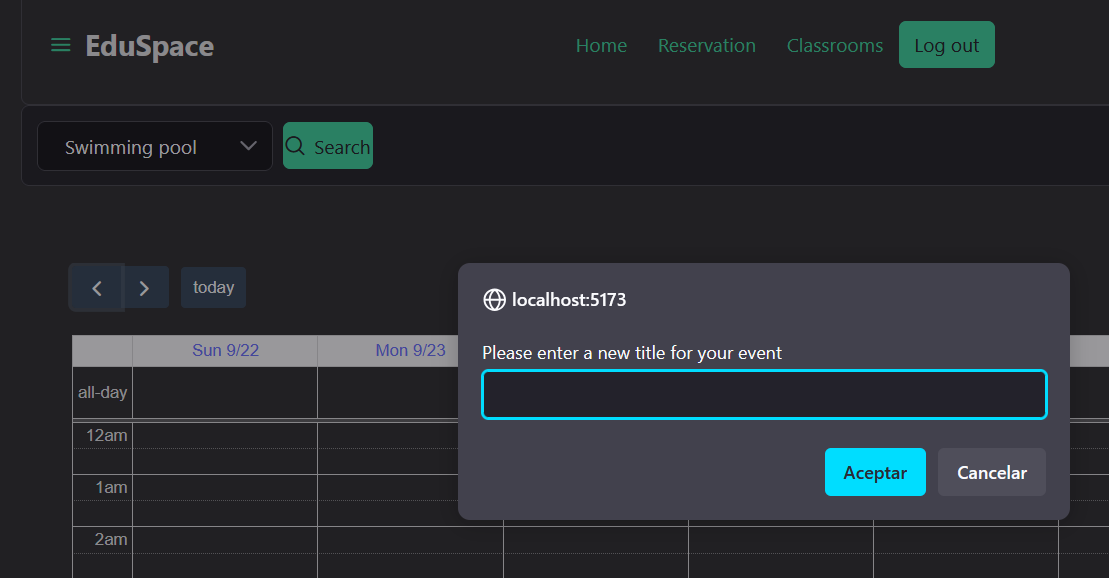 EduSpace
Home Reservation Classrooms Log out
Swimming pool Search
today
localhost:5173
Please enter a new title for your event
Aceptar Cancelar
Sun 9/22 Mon 9/23
all-day
12am
1am
2am